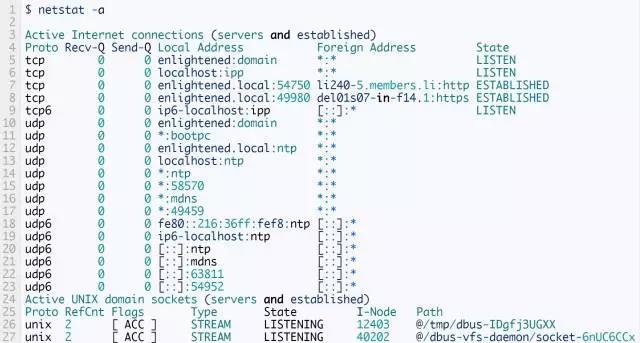 1 $ netstat -a
2
3 Active Internet connections (servers and established)
4 Proto Recv-Q Send-Q Local Address Foreign Address State
5 tcp 0 0 enlightened:domain *:* LISTEN
6 tcp 0 0 localhost:ipp *:* LISTEN
7 tcp 0 0 enlightened.local:54750 li240-5.members.li:http ESTABLISHED
8 tcp 0 0 enlightened.local:49980 del01s07-in-f14.1:https ESTABLISHED
9 tcp6 0 0 ip6-localhost:ipp [::]:* LISTEN
10 udp 0 0 enlightened:domain *:*
11 udp 0 0 *:bootpc *:*
12 udp 0 0 enlightened.local:ntp *:*
13 udp 0 0 localhost:ntp *:*
14 udp 0 0 *:ntp *:*
15 udp 0 0 *:58570 *:*
16 udp 0 0 *:mdns *:*
17 udp 0 0 *:49459 *:*
18 udp6 0 0 fe80::216:36ff:fef8:ntp [::]:*
19 udp6 0 0 ip6-localhost:ntp [::]:*
20 udp6 0 0 [::]:ntp [::]:*
21 udp6 0 0 [::]:mdns [::]:*
22 udp6 0 0 [::]:63811 [::]:*
23 udp6 0 0 [::]:54952 [::]:*
24 Active UNIX domain sockets (servers and established)
25 Proto RefCnt Flags Type State I-Node Path
26 unix 2 [ ACC ] STREAM LISTENING 12403 @/tmp/dbus-IDgfj3UGXX
27 unix 2 [ ACC ] STREAM LISTENING 40202 @/dbus-vfs-daemon/socket-6nUC6CCx